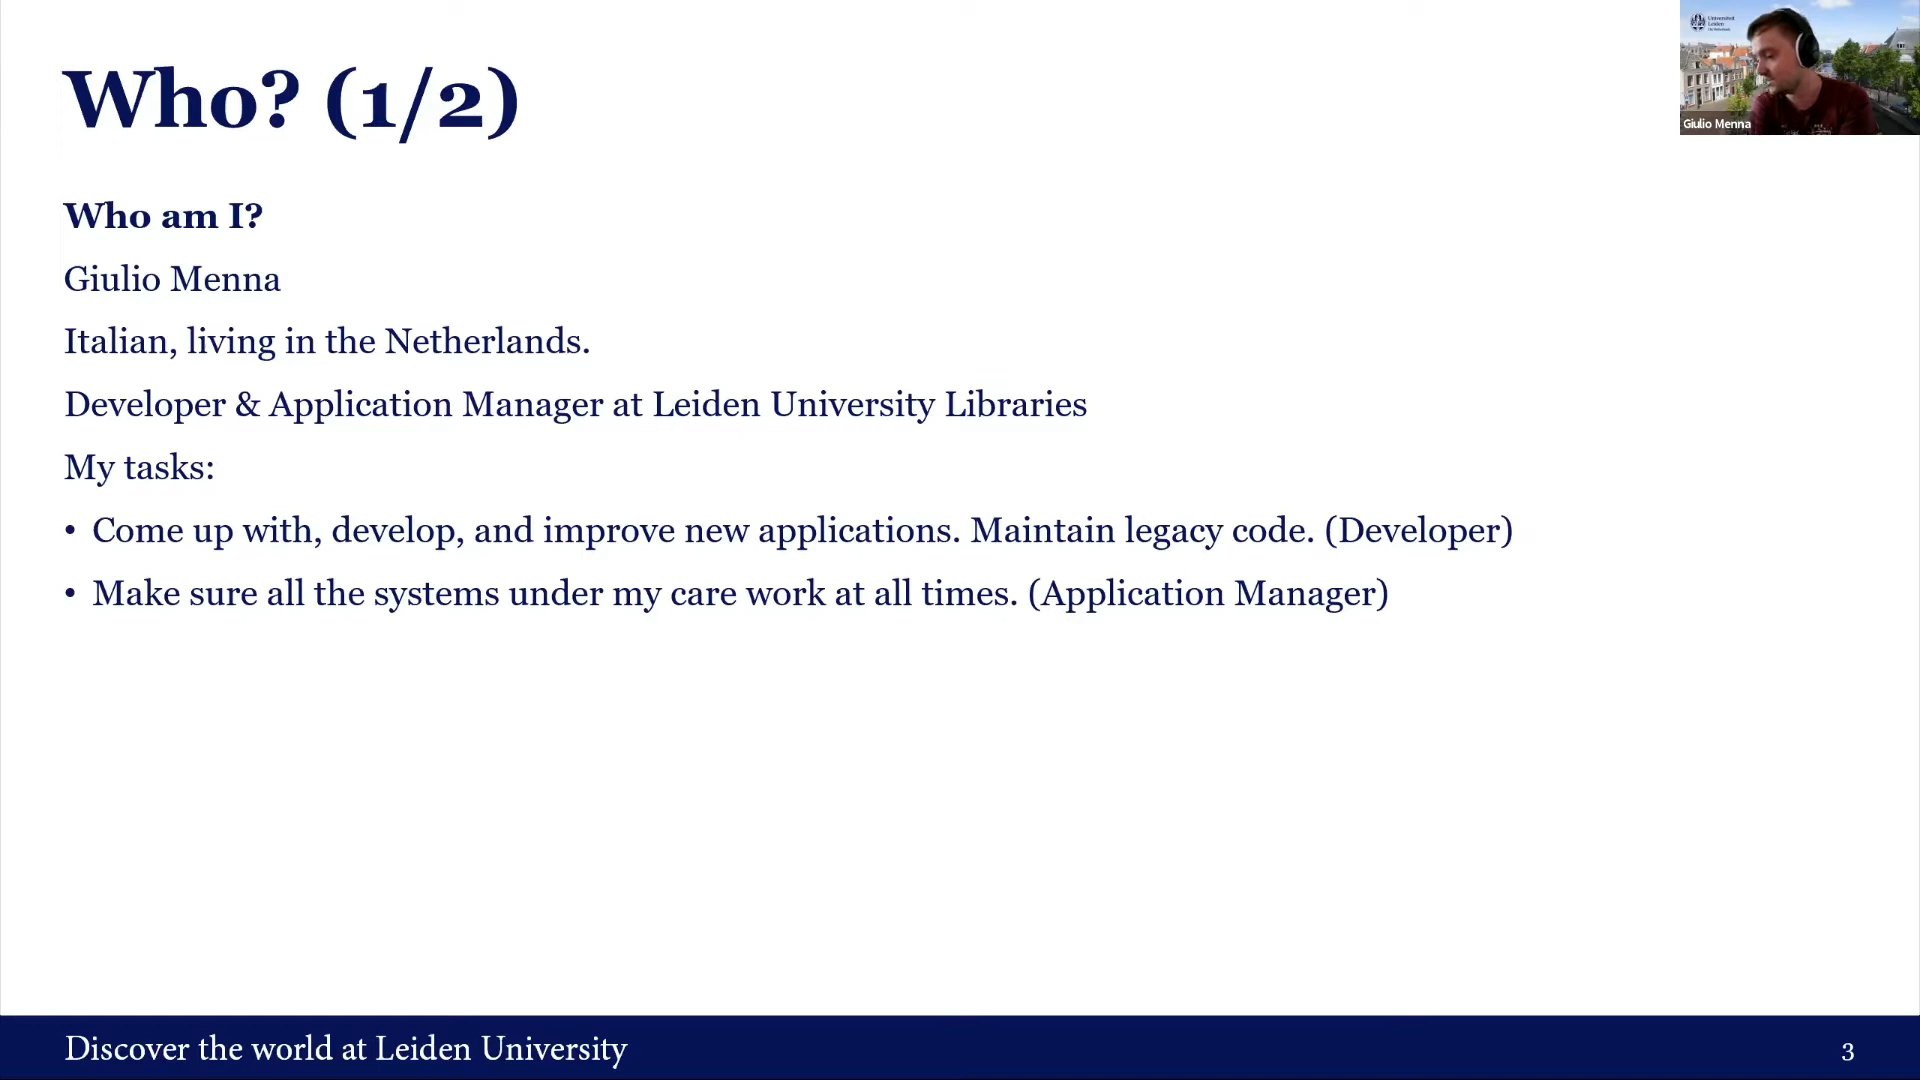 Who? (1/2)
Who am I?
Giulio Menna
Italian, living in the Netherlands.
Developer & Application Manager at Leiden University Libraries
My tasks:
• Come up with, develop, and improve new applications. Maintain legacy code. (Developer)
• Make sure all the systems under my care work at all times. (Application Manager)
Universiteit
Leiden
Giulio Menna
Discover the world at Leiden University
3